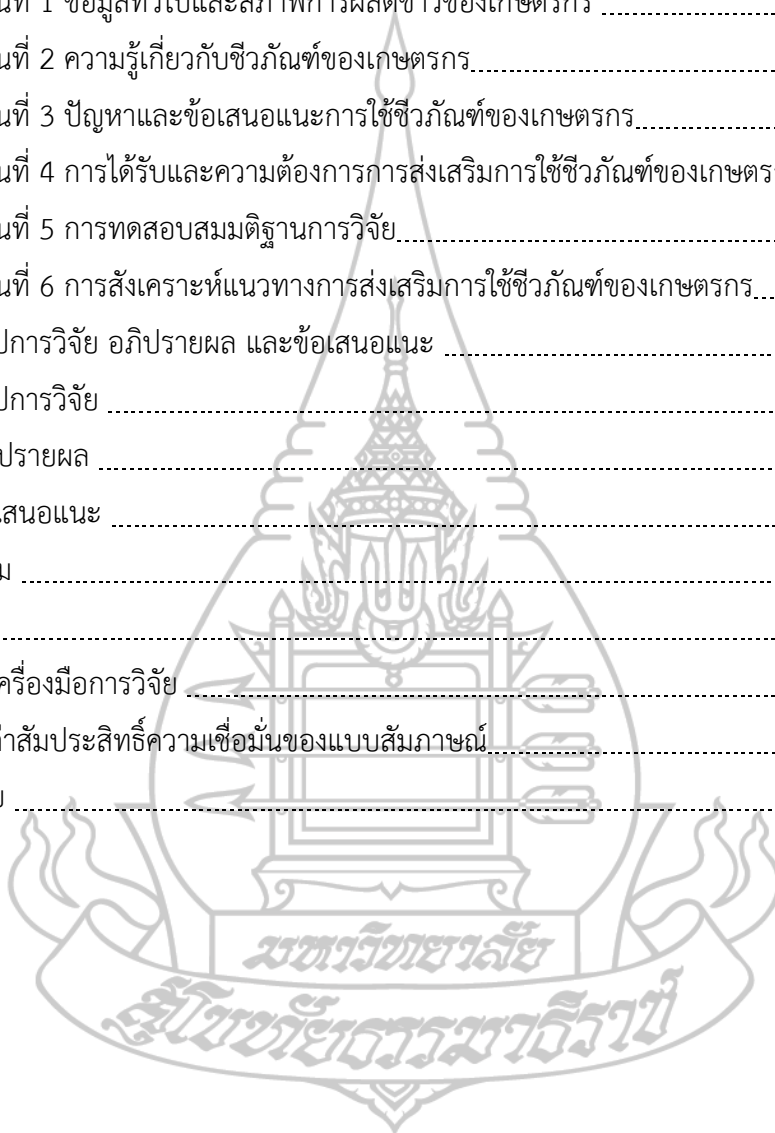 นที่ 1 ข้อมูลทั่วไปและสภาพการผลิตข้าวของเกษตรกร
นที่ 2 ความรู้เกี่ยวกับชีวภัณฑ์ของเกษตรกร
นที่ 3 ปัญหาและข้อเสนอแนะการใช้ชีวภัณฑ์ของเกษตรกร
นที่ 4 การได้รับและความต้องการการส่งเสริมการใช้ชีวภัณฑ์ของเกษตร
นที่ 5 การทดสอบสมมติฐานการวิจัย
นที่ 6 การสังเคราะห์แนวทางการส่งเสริมการใช้ชีวภัณฑ์ของเกษตรกร
ปการวิจัย อภิปรายผล และข้อเสนอแนะ
ปการวิจัย
ปรายผล
เสนอแนะ
ม
ครื่องมือการวิจัย
าสัมประสิทธิ์ความเชื่อมั่นของแบบสัมภาษณ์
ย
มหาวิทยาลัย
สุโขทัยธรรมาธิราช